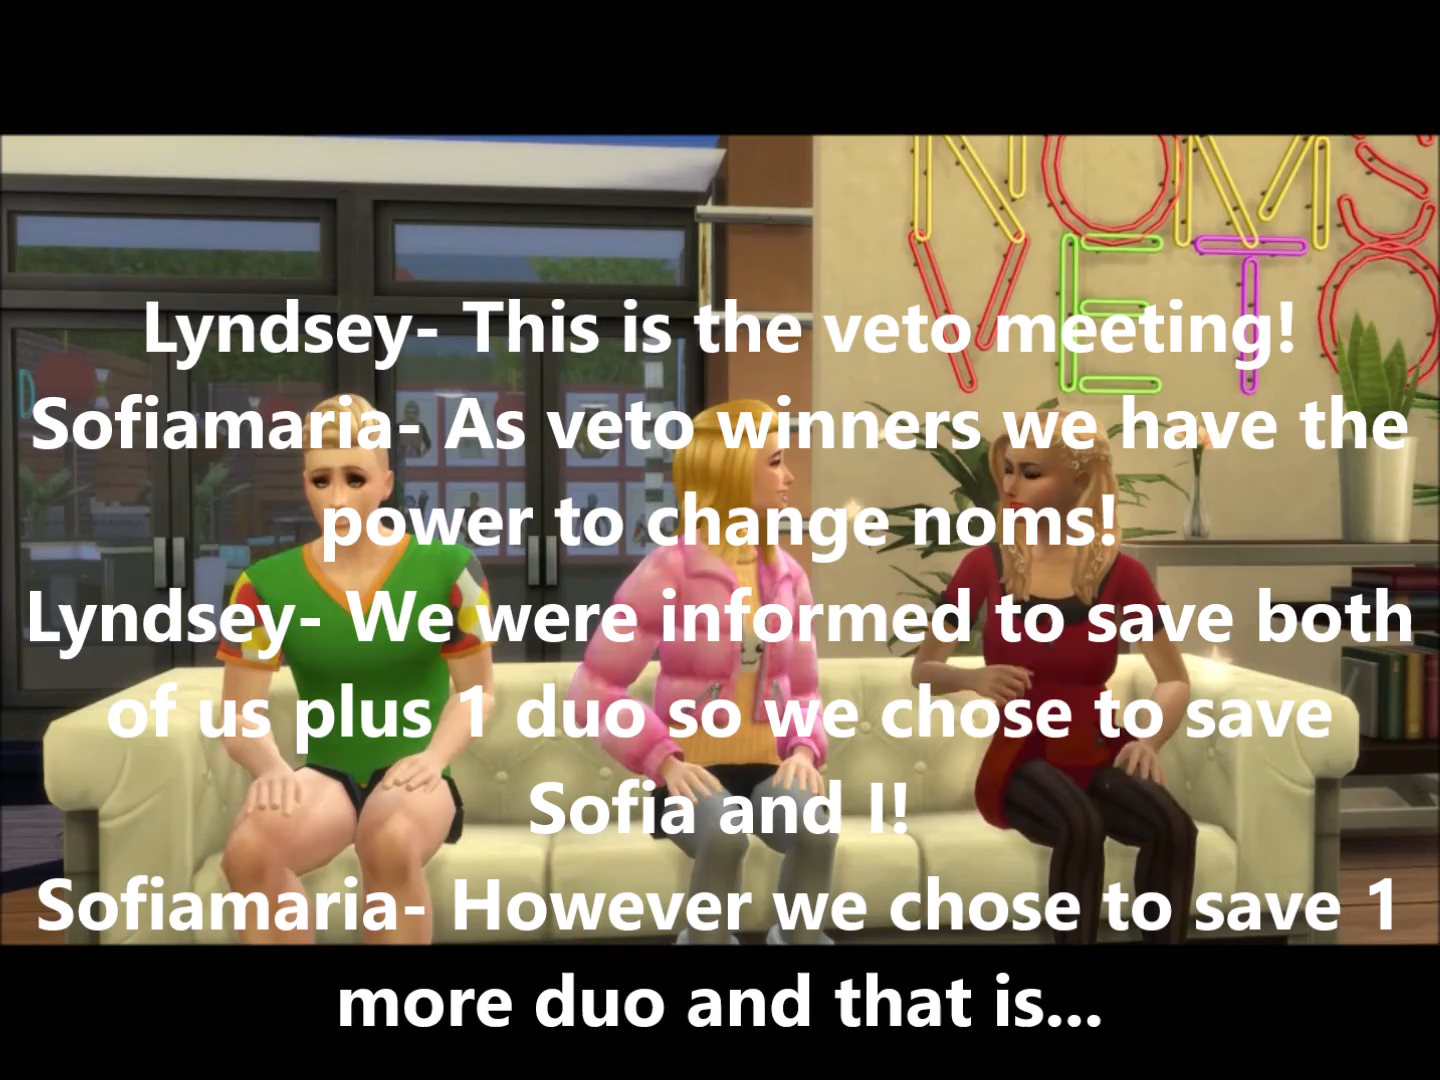 NOMS
VETO
Lyndsey- This is the veto meeting!
Sofiamaria- As veto winners we have the
power to change noms!
Lyndsey- We were informed to save both
of us plus 1 duo so we chose to save
Sofia and I!
Sofiamaria- However we chose to save 1
more duo and that is...